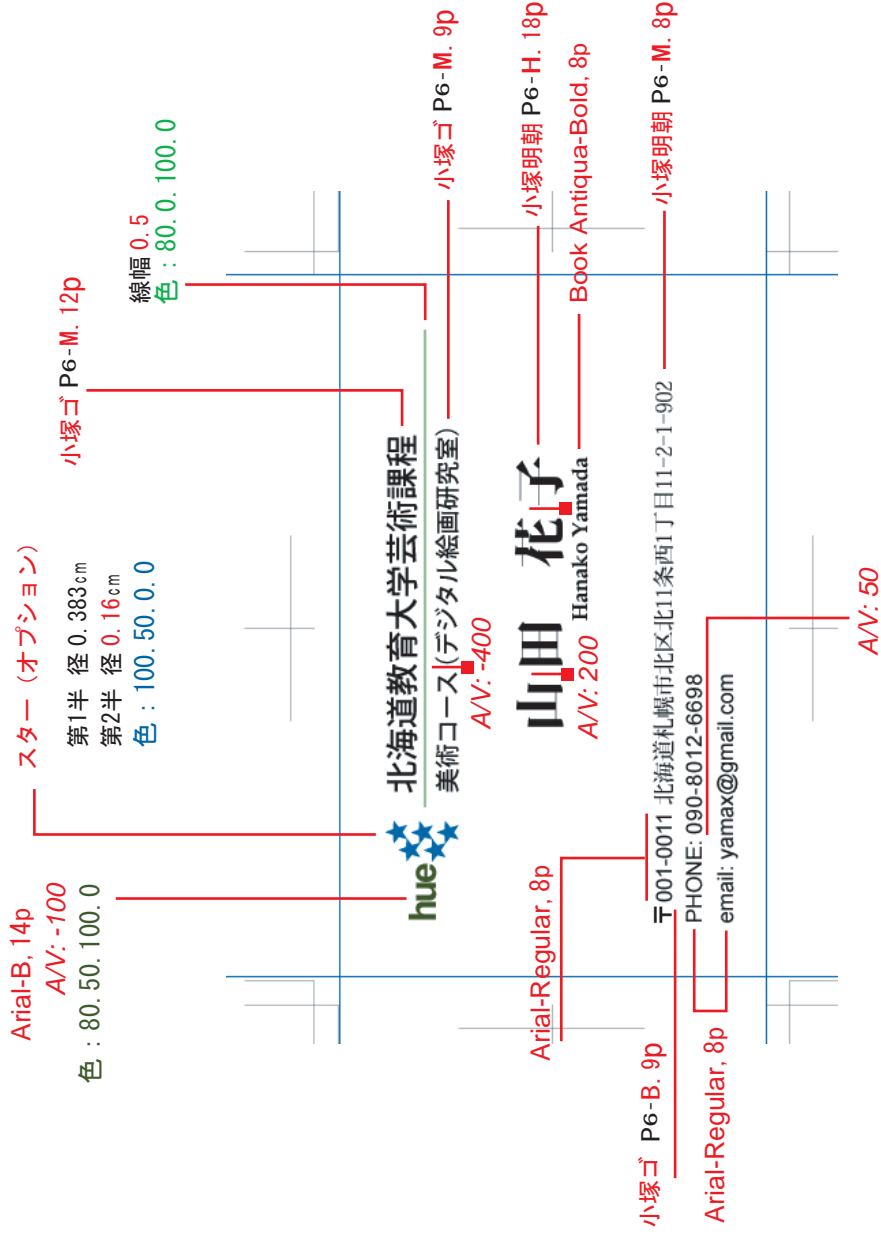 スター（オプション）
第1半 径 0.383cm
第2半 径 0.16cm
色：100.50.0.0
Arial-B, 14p
A/V: -100
色：80.50.100.0
小塚ゴ P6-M. 12p
線幅 0.5
色：80.0.100.0
hue
北海道教育大学芸術課程
美術コース(デジタル絵画研究室)
小塚ゴ P6-M. 9p
A/V: -400
山田 花子
小塚明朝 P6-H. 18p
Hanako Yamada
Book Antiqua-Bold, 8p
A/V: 200
Arial-Regular, 8p
〒001-0011 北海道札幌市北区北11条西1丁目11-2-1-902
小塚明朝 P6-M. 8p
PHONE: 090-8012-6698
email: yamax@gmail.com
小塚ゴ P6-B. 9p
Arial-Regular, 8p
A/V: 50